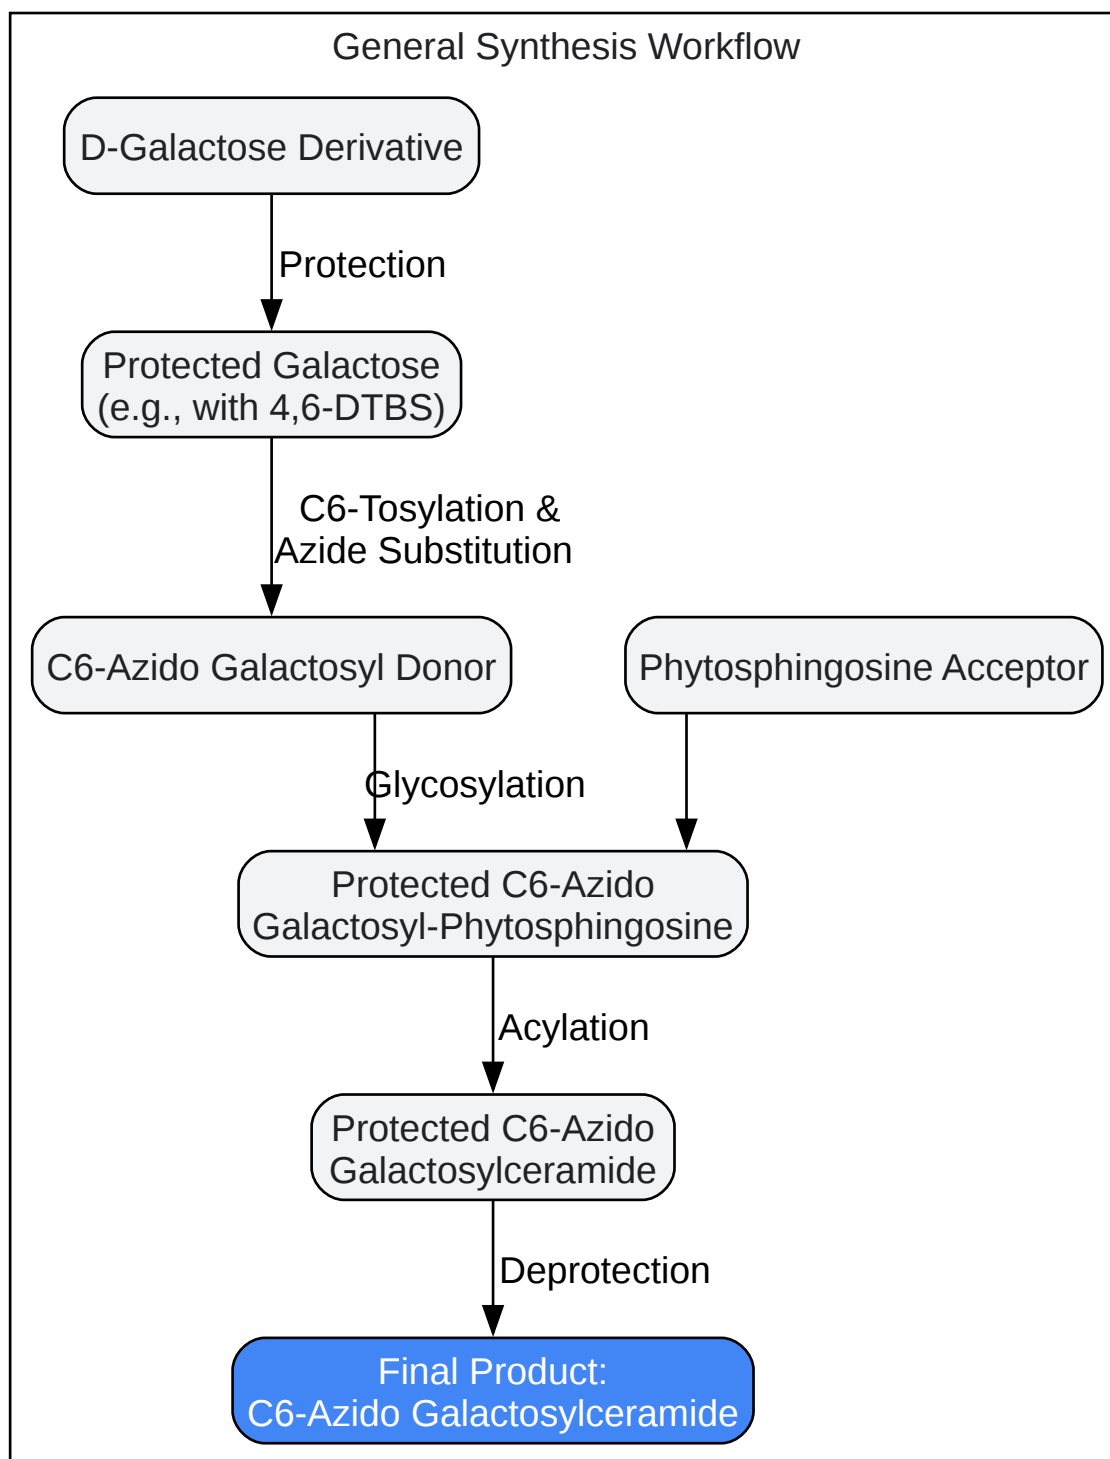 General Synthesis Workflow
D-Galactose Derivative
Protection
Protected Galactose
(e.g., with 4,6-DTBS)
C6-Tosylation &
Azide Substitution
C6-Azido Galactosyl Donor
Phytosphingosine Acceptor
Glycosylation
Protected C6-Azido
Galactosyl-Phytosphingosine
Acylation
Protected C6-Azido
Galactosylceramide
Deprotection
Final Product:
C6-Azido Galactosylceramide